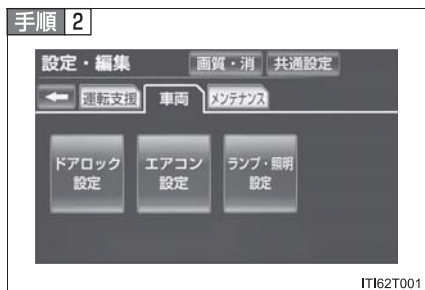 手順 2
設定・編集 画質・消 共通設定
運転支援 車両 メンテナンス
ドアロック エアコン ランプ・照明
設定 設定 設定
ITI62T001